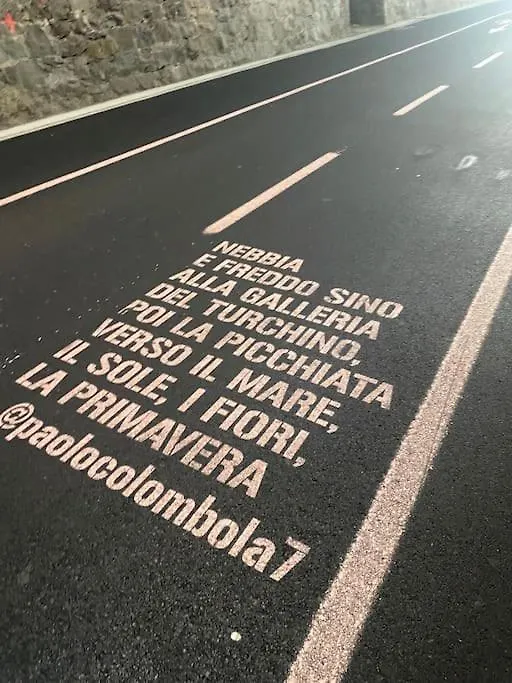 NEBBIA
E FREDDO SINO
ALLA GALLERIA
DEL TURCHINO,
POI LA PICCHIATA
VERSO IL MARE,
IL SOLE, I FIORI,
LA PRIMAVERA
@paolocolombola7